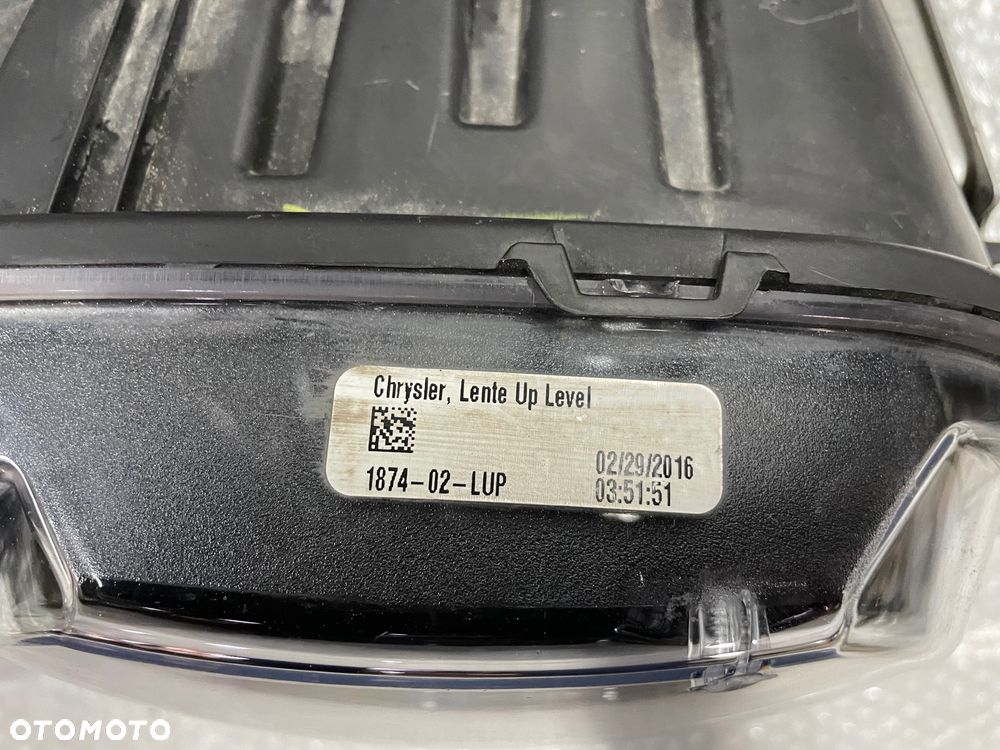 Chrysler, Lente Up Level
1874-02-LUP
02/29/2016
03:51:51
OTOMOTO